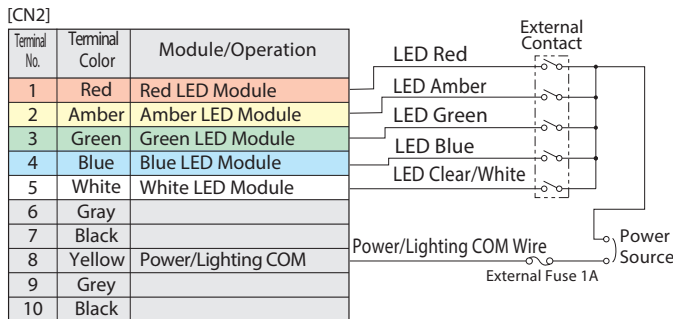 [CN2]
Terminal No. Terminal Color Module/Operation
1 Red Red LED Module
2 Amber Amber LED Module
3 Green Green LED Module
4 Blue Blue LED Module
5 White White LED Module
6 Gray
7 Black
8 Yellow Power/Lighting COM
9 Grey
10 Black
External Contact
LED Red
LED Amber
LED Green
LED Blue
LED Clear/White
Power/Lighting COM Wire
External Fuse 1A
Power Source